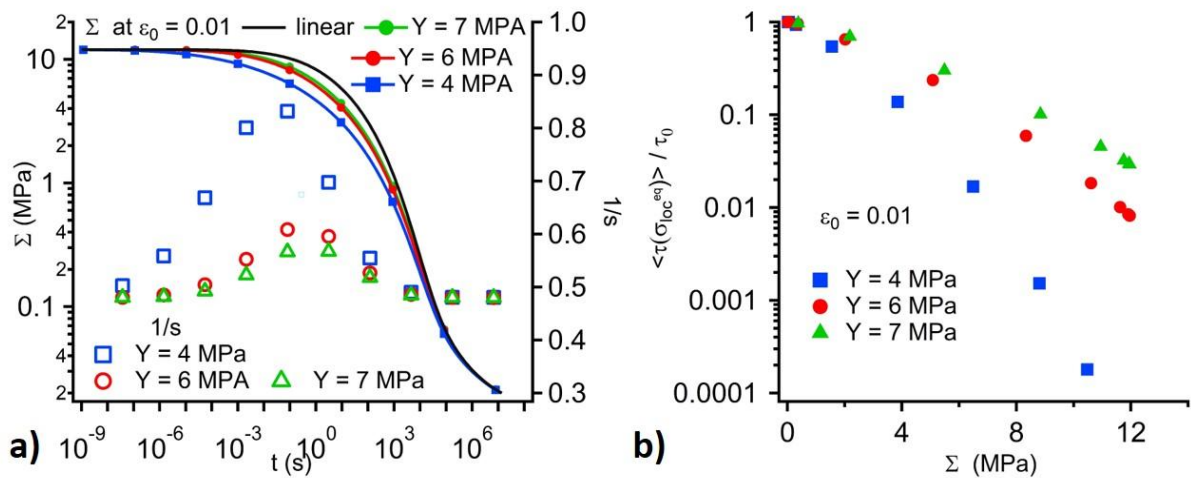 Σ at ε0 = 0.01
linear
Y = 7 MPA
Y = 6 MPA
Y = 4 MPA
2
10
4
2
1
4
2
0.1
4
2
Σ (MPa)
1.0
0.9
0.8
0.7
0.6
0.5
0.4
0.3
1/s
1/s
Y = 4 MPa
Y = 6 MPA
Y = 7 MPa
10-9
10-6
10-3
100
103
106
t (s)
a)
1
0.1
0.01
0.001
0.0001
<τ(σloceq)> / τ0
ε0 = 0.01
Y = 4 MPa
Y = 6 MPa
Y = 7 MPa
0
4
8
12
Σ (MPa)
b)